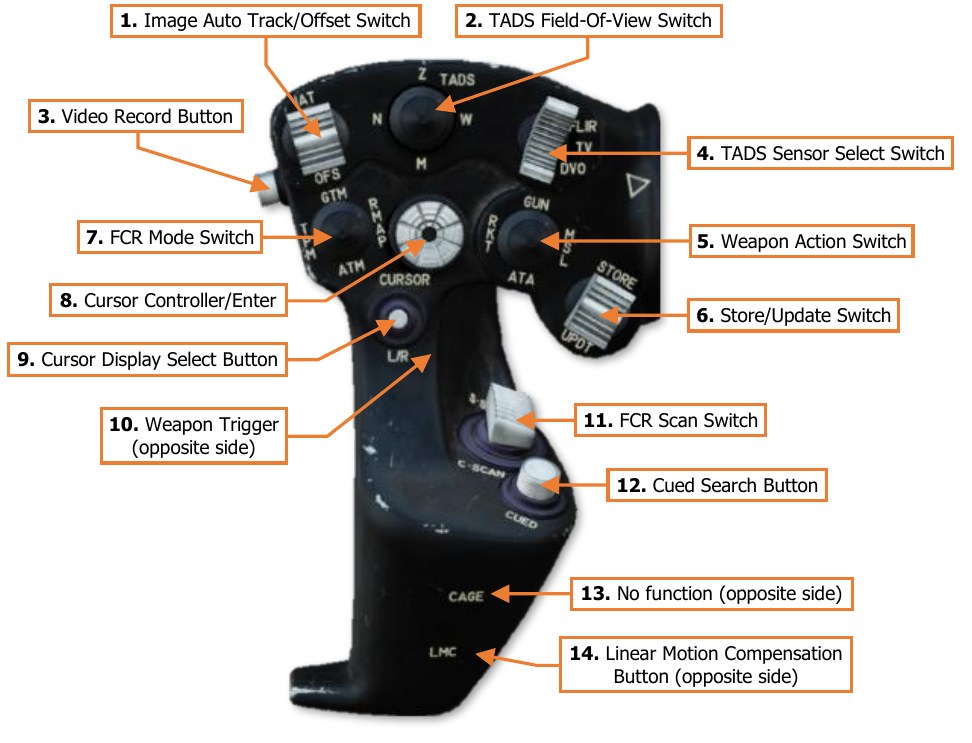 1. Image Auto Track/Offset Switch
2. TADS Field-Of-View Switch
3. Video Record Button
4. TADS Sensor Select Switch
7. FCR Mode Switch
5. Weapon Action Switch
8. Cursor Controller/Enter
6. Store/Update Switch
9. Cursor Display Select Button
10. Weapon Trigger
(opposite side)
11. FCR Scan Switch
12. Cued Search Button
13. No function (opposite side)
14. Linear Motion Compensation
Button (opposite side)
Z
TADS
N
W
M
OFS
FLIR
TV
DVO
GTM
RMAP
ATM
GUN
RKT
MSL
ATA
CURSOR
L/R
STORE
UPDT
C-SCAN
CUED
CAGE
LMC